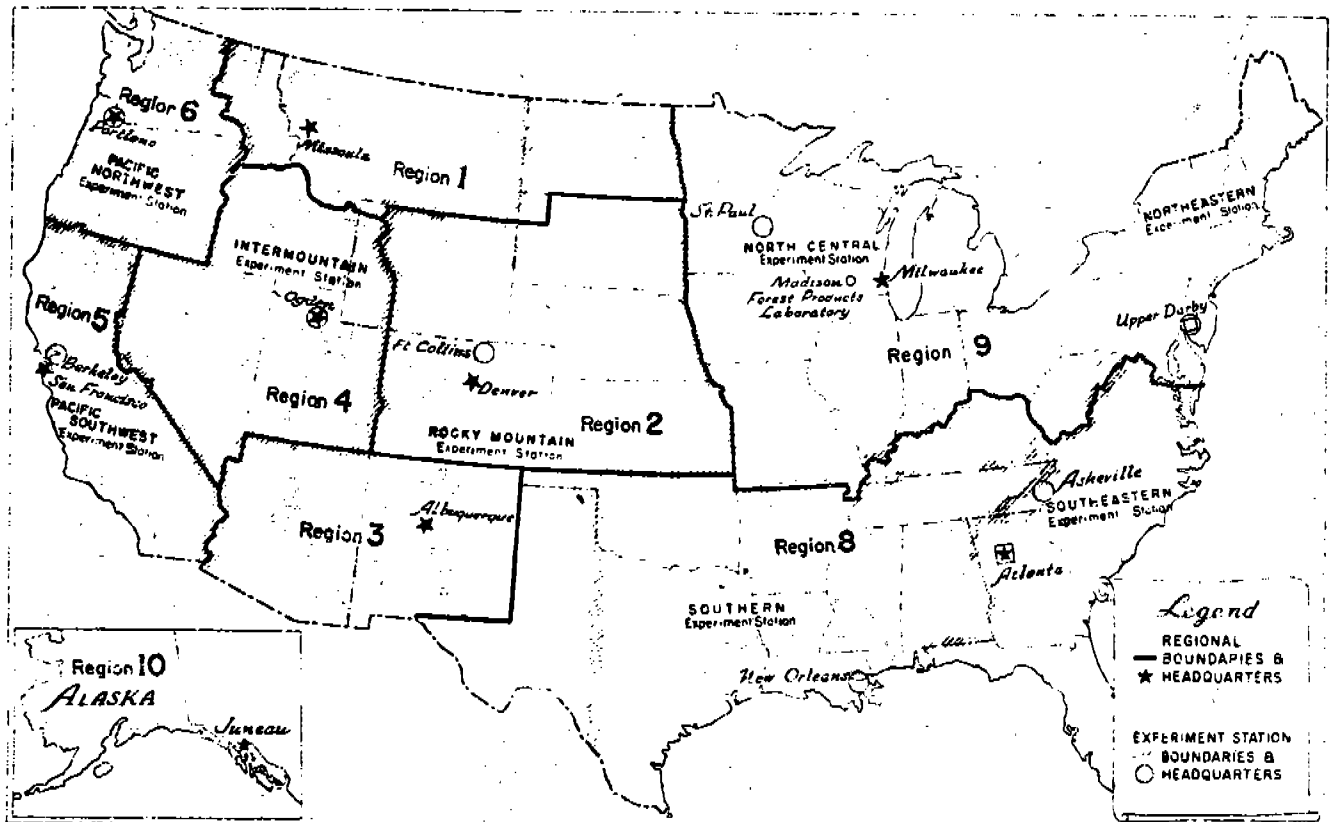 Region 6
Portland
PACIFIC
NORTHWEST
Experiment Station
Missoula
Region 1
St. Paul
NORTH CENTRAL
Experiment Station
Madison
Forest Products
Laboratory
Milwaukee
NORTHEASTERN
Experiment Station
Upper Darby
INTERMOUNTAIN
Experiment Station
Ogden
Region 5
Berkeley
San Francisco
PACIFIC
SOUTHWEST
Experiment Station
Region 4
Ft Collins
Denver
Region 2
ROCKY MOUNTAIN
Experiment Station
Region 9
Region 3
Albuquerque
Region 8
Asheville
SOUTHEASTERN
Experiment Station
Atlanta
SOUTHERN
Experiment Station
New Orleans
Region 10
ALASKA
Juneau
Legend
REGIONAL
BOUNDARIES &
HEADQUARTERS
EXPERIMENT STATION
BOUNDARIES &
HEADQUARTERS